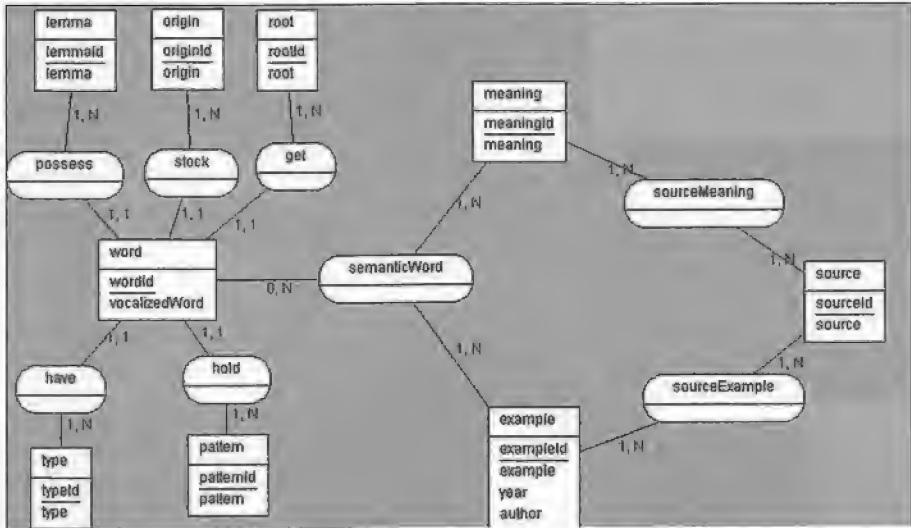 lemma
lemmaId
lemma
origin
originId
origin
root
rootId
root
1, N
1, N
1, N
possess
stock
get
1, 1
1, 1
1, 1
word
wordId
vocalizedWord
0, N
semanticWord
1, N
meaning
meaningId
meaning
1, N
sourceMeaning
1, N
source
sourceId
source
1, 1
1, 1
have
hold
1, N
1, N
type
typeId
type
pattern
patternId
pattern
1, N
example
exampleId
example
year
author
1, N
sourceExample
1, N